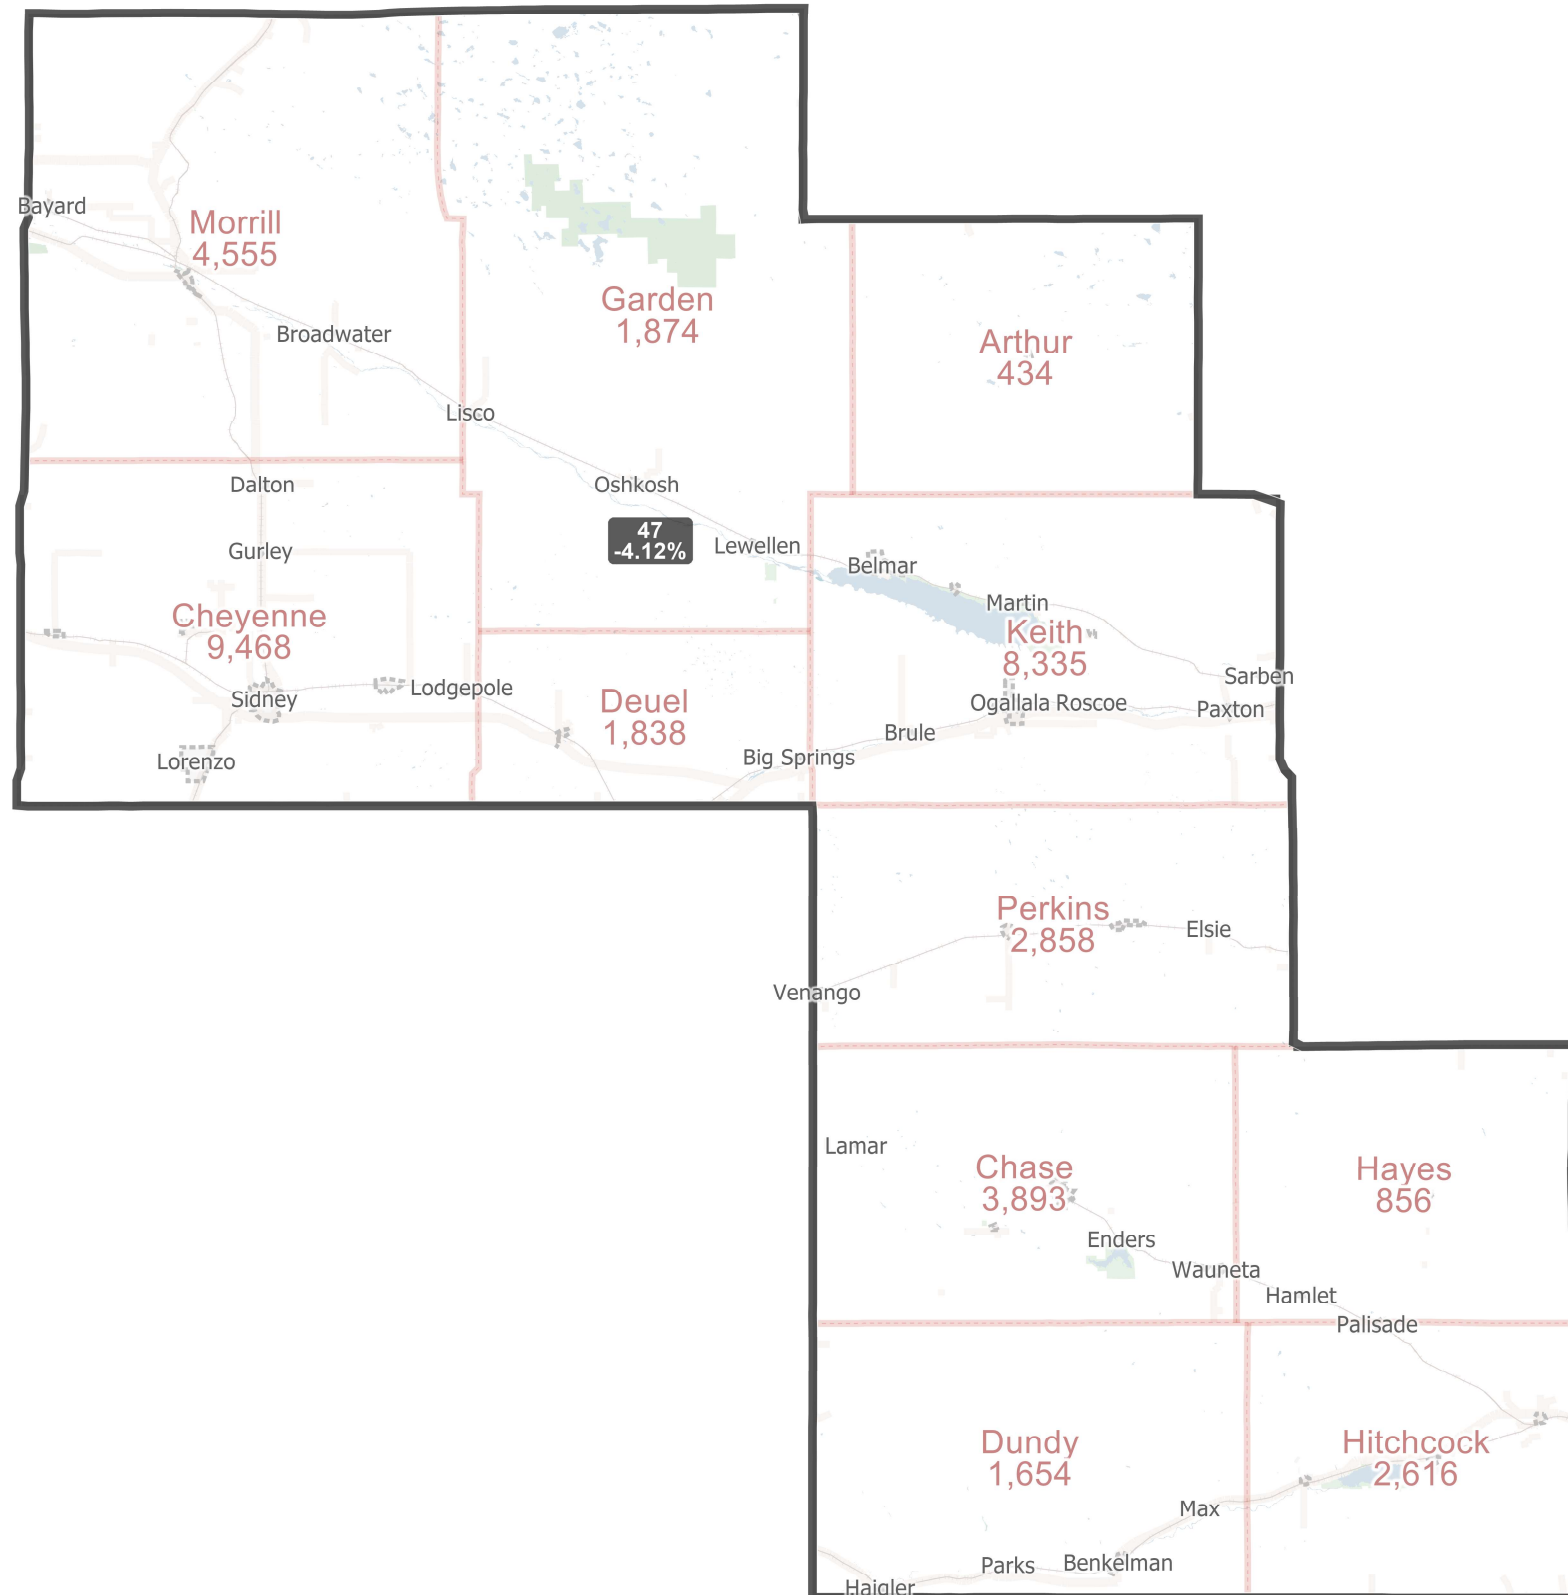 Bayard
Morrill
4,555
Broadwater
Garden
1,874
Arthur
434
Lisco
Dalton
Oshkosh
47
-4.12%
Lewellen
Gurley
Belmar
Martin
Cheyenne
9,468
Keith
8,335
Sidney
Lodgepole
Deuel
1,838
Sarben
Ogallala Roscoe
Paxton
Brule
Big Springs
Lorenzo
Perkins
2,858
Elsie
Venango
Lamar
Chase
3,893
Hayes
856
Enders
Wauneta
Hamlet
Palisade
Dundy
1,654
Hitchcock
2,616
Max
Parks
Benkelman
Haigler